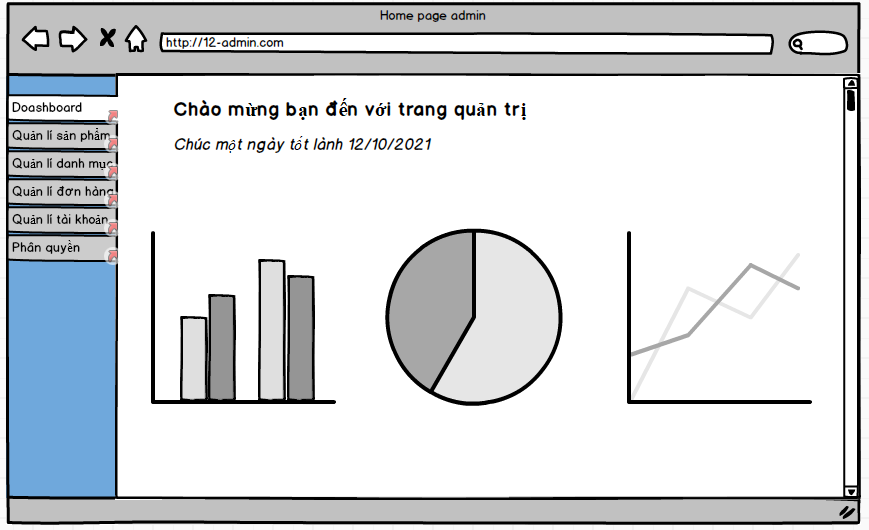 Home page admin
http://12-admin.com
Doashboard
Quản lí sản phẩm
Quản lí danh mục
Quản lí đơn hàng
Quản lí tài khoản
Phân quyền
Chào mừng bạn đến với trang quản trị
Chúc một ngày tốt lành 12/10/2021